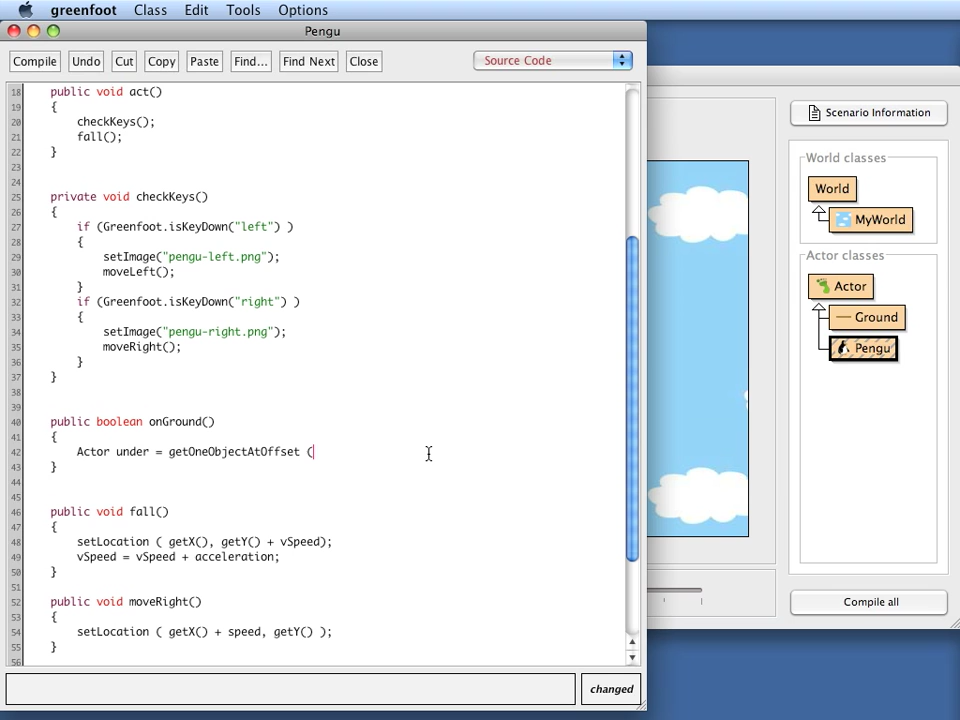 greenfoot Class Edit Tools Options
Pengu
Compile Undo Cut Copy Paste Find... Find Next Close Source Code
18 public void act()
19 {
20 checkKeys();
21 fall();
22 }
23
24
25 private void checkKeys()
26 {
27 if (Greenfoot.isKeyDown("left") )
28 {
29 setImage("pengu-left.png");
30 moveLeft();
31 }
32 if (Greenfoot.isKeyDown("right") )
33 {
34 setImage("pengu-right.png");
35 moveRight();
36 }
37 }
38
39
40 public boolean onGround()
41 {
42 Actor under = getOneObjectAtOffset (
43 }
44
45
46 public void fall()
47 {
48 setLocation ( getX(), getY() + vSpeed);
49 vSpeed = vSpeed + acceleration;
50 }
51
52 public void moveRight()
53 {
54 setLocation ( getX() + speed, getY() );
55 }
56
changed
Scenario Information
World classes
World
MyWorld
Actor classes
Actor
Ground
Pengu
Compile all